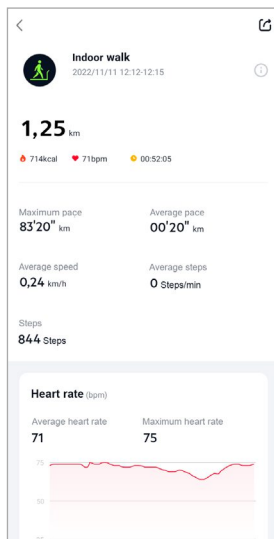 Indoor walk
2022/11/11 12:12-12:15
1,25 km
714kcal 71bpm 00:52:05
Maximum pace Average pace
83'20" km 00'20" km
Average speed Average steps
0,24 km/h 0 Steps/min
Steps
844 Steps
Heart rate (bpm)
Average heart rate Maximum heart rate
71 75
75
50